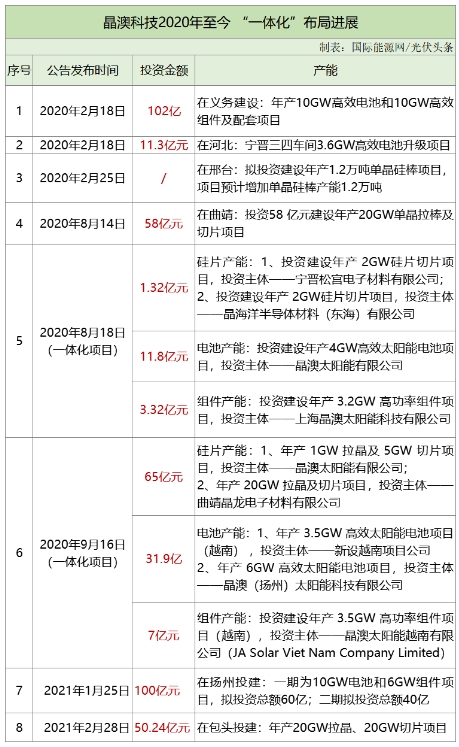 晶澳科技2020年至今 “一体化”布局进展
制表：国际能源网/光伏头条
序号 公告发布时间 投资金额 产能
1 2020年2月18日 102亿 在义务建设：年产10GW高效电池和10GW高效
组件及配套项目
2 2020年2月18日 11.3亿元 在河北：宁晋三四车间3.6GW高效电池升级项目
3 2020年2月25日 / 在邢台：拟投资建设年产1.2万吨单晶硅棒项目，
项目预计增加单晶硅棒产能1.2万吨
4 2020年8月14日 58亿元 在曲靖：投资58 亿元建设年产20GW单晶拉棒及
切片项目
5 2020年8月18日
（一体化项目）
1.32亿元 硅片产能：1、投资建设年产 2GW硅片切片项
目，投资主体——宁晋松宫电子材料有限公司；
2、投资建设年产 2GW硅片切片项目，投资主体
——晶海洋半导体材料（东海）有限公司
11.8亿元 电池产能：投资建设年产4GW高效太阳能电池项
目，投资主体——晶澳太阳能有限公司
3.32亿元 组件产能：投资建设年产 3.2GW 高功率组件项
目，投资主体——上海晶澳太阳能科技有限公司
6 2020年9月16日
（一体化项目）
65亿元 硅片产能：1、年产 1GW 拉晶及 5GW 切片项
目，投资主体——晶澳太阳能有限公司；
2、年产 20GW 拉晶及切片项目，投资主体——
曲靖晶龙电子材料有限公司
31.9亿 电池产能：1、年产 3.5GW 高效太阳能电池项目
（越南），投资主体——新设越南项目公司
2、年产 6GW 高效太阳能电池项目，投资主体
——晶澳（扬州）太阳能科技有限公司
7亿元 组件产能：投资建设年产 3.5GW 高功率组件项
目（越南），投资主体——晶澳太阳能越南有限公
司（JA Solar Viet Nam Company Limited）
7 2021年1月25日 100亿元 在扬州投建：一期为10GW电池和6GW组件项
目，拟投资总额60亿；二期拟投资总额40亿
8 2021年2月28日 50.24亿元 在包头投建：年产20GW拉晶、20GW切片项目